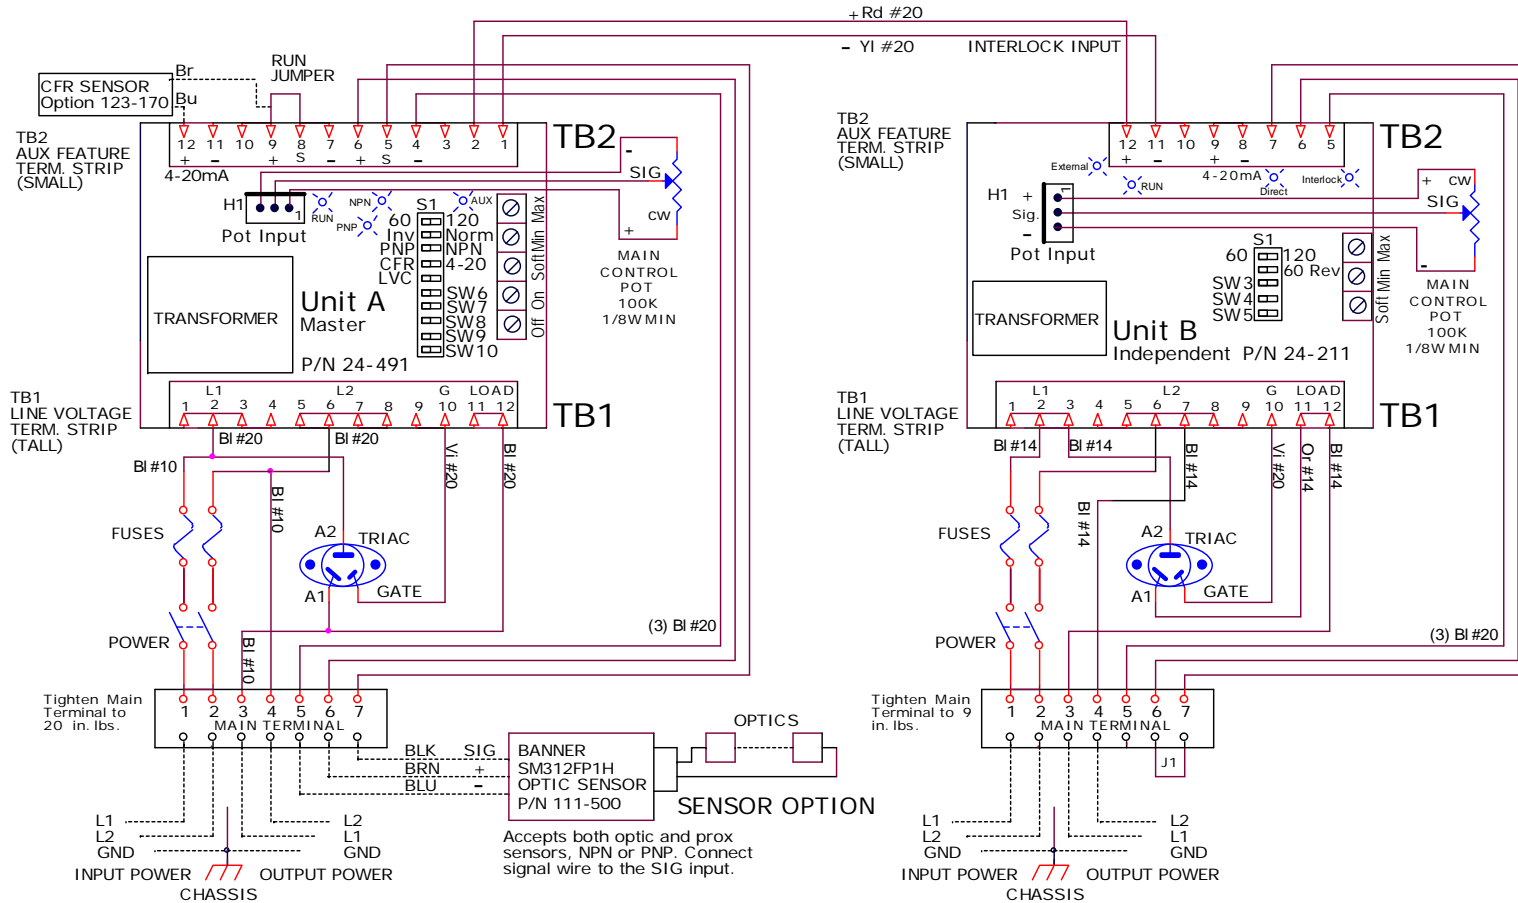 + Rd #20
- Yl #20
INTERLOCK INPUT
CFR SENSOR
Option 123-170
Br
Bu
RUN
JUMPER
TB2
AUX FEATURE
TERM. STRIP
(SMALL)
12 11 10 9 8 7 6 5 4 3 2 1
+ - + S - + S -
4-20mA
TB2
H1
1
Pot Input
RUN
NPN
PNP
AUX
S1
60 120
Inv Norm
PNP NPN
CFR 4-20
LVC
SW6
SW7
SW8
SW9
SW10
Off On Soft Min Max
-
SIG
CW
+
MAIN
CONTROL
POT
100K
1/8W MIN
TRANSFORMER
Unit A
Master
P/N 24-491
TB1
LINE VOLTAGE
TERM. STRIP
(TALL)
L1 L2 G LOAD
1 2 3 4 5 6 7 8 9 10 11 12
TB1
Bl #20
Bl #20
Bl #10
Bl #10
Vi #20
Bl #20
FUSES
A2
TRIAC
A1
GATE
POWER
Bl #10
(3) Bl #20
Tighten Main
Terminal to
20 in. lbs.
1 2 3 4 5 6 7
MAIN TERMINAL
BLK SIG
BRN +
BLU -
BANNER
SM312FP1H
OPTIC SENSOR
P/N 111-500
OPTICS
SENSOR OPTION
Accepts both optic and prox
sensors, NPN or PNP. Connect
signal wire to the SIG input.
L1
L2
GND
L2
L1
GND
INPUT POWER
OUTPUT POWER
CHASSIS
TB2
AUX FEATURE
TERM. STRIP
(SMALL)
12 11 10 9 8 7 6 5
+ - + -
4-20mA
TB2
External
RUN
Direct
Interlock
H1
+
Sig.
-
1
Pot Input
S1
60 120
60 Rev
SW3
SW4
SW5
Soft Min Max
+
CW
SIG
-
MAIN
CONTROL
POT
100K
1/8W MIN
TRANSFORMER
Unit B
Independent P/N 24-211
TB1
LINE VOLTAGE
TERM. STRIP
(TALL)
L1 L2 G LOAD
1 2 3 4 5 6 7 8 9 10 11 12
TB1
Bl #14
Bl #14
Bl #14
Bl #14
Vi #20
Or #14
Bl #14
FUSES
A2
TRIAC
A1
GATE
POWER
(3) Bl #20
Tighten Main
Terminal to 9
in. lbs.
1 2 3 4 5 6 7
MAIN TERMINAL
J1
L1
L2
GND
L2
L1
GND
INPUT POWER
OUTPUT POWER
CHASSIS